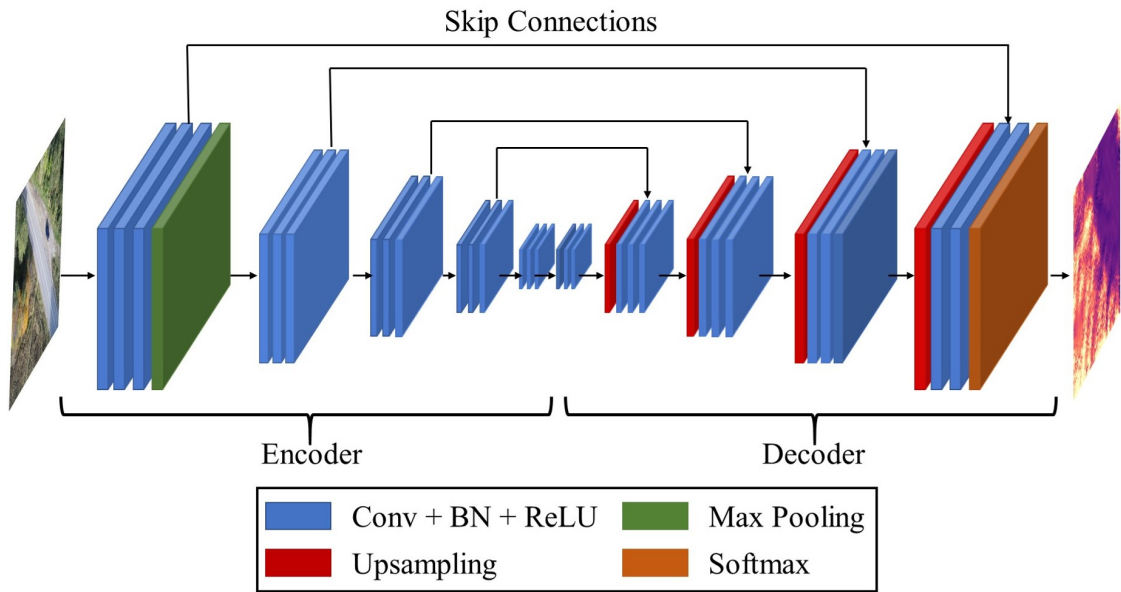 Skip Connections
Encoder
Decoder
Conv + BN + ReLU
Max Pooling
Upsampling
Softmax